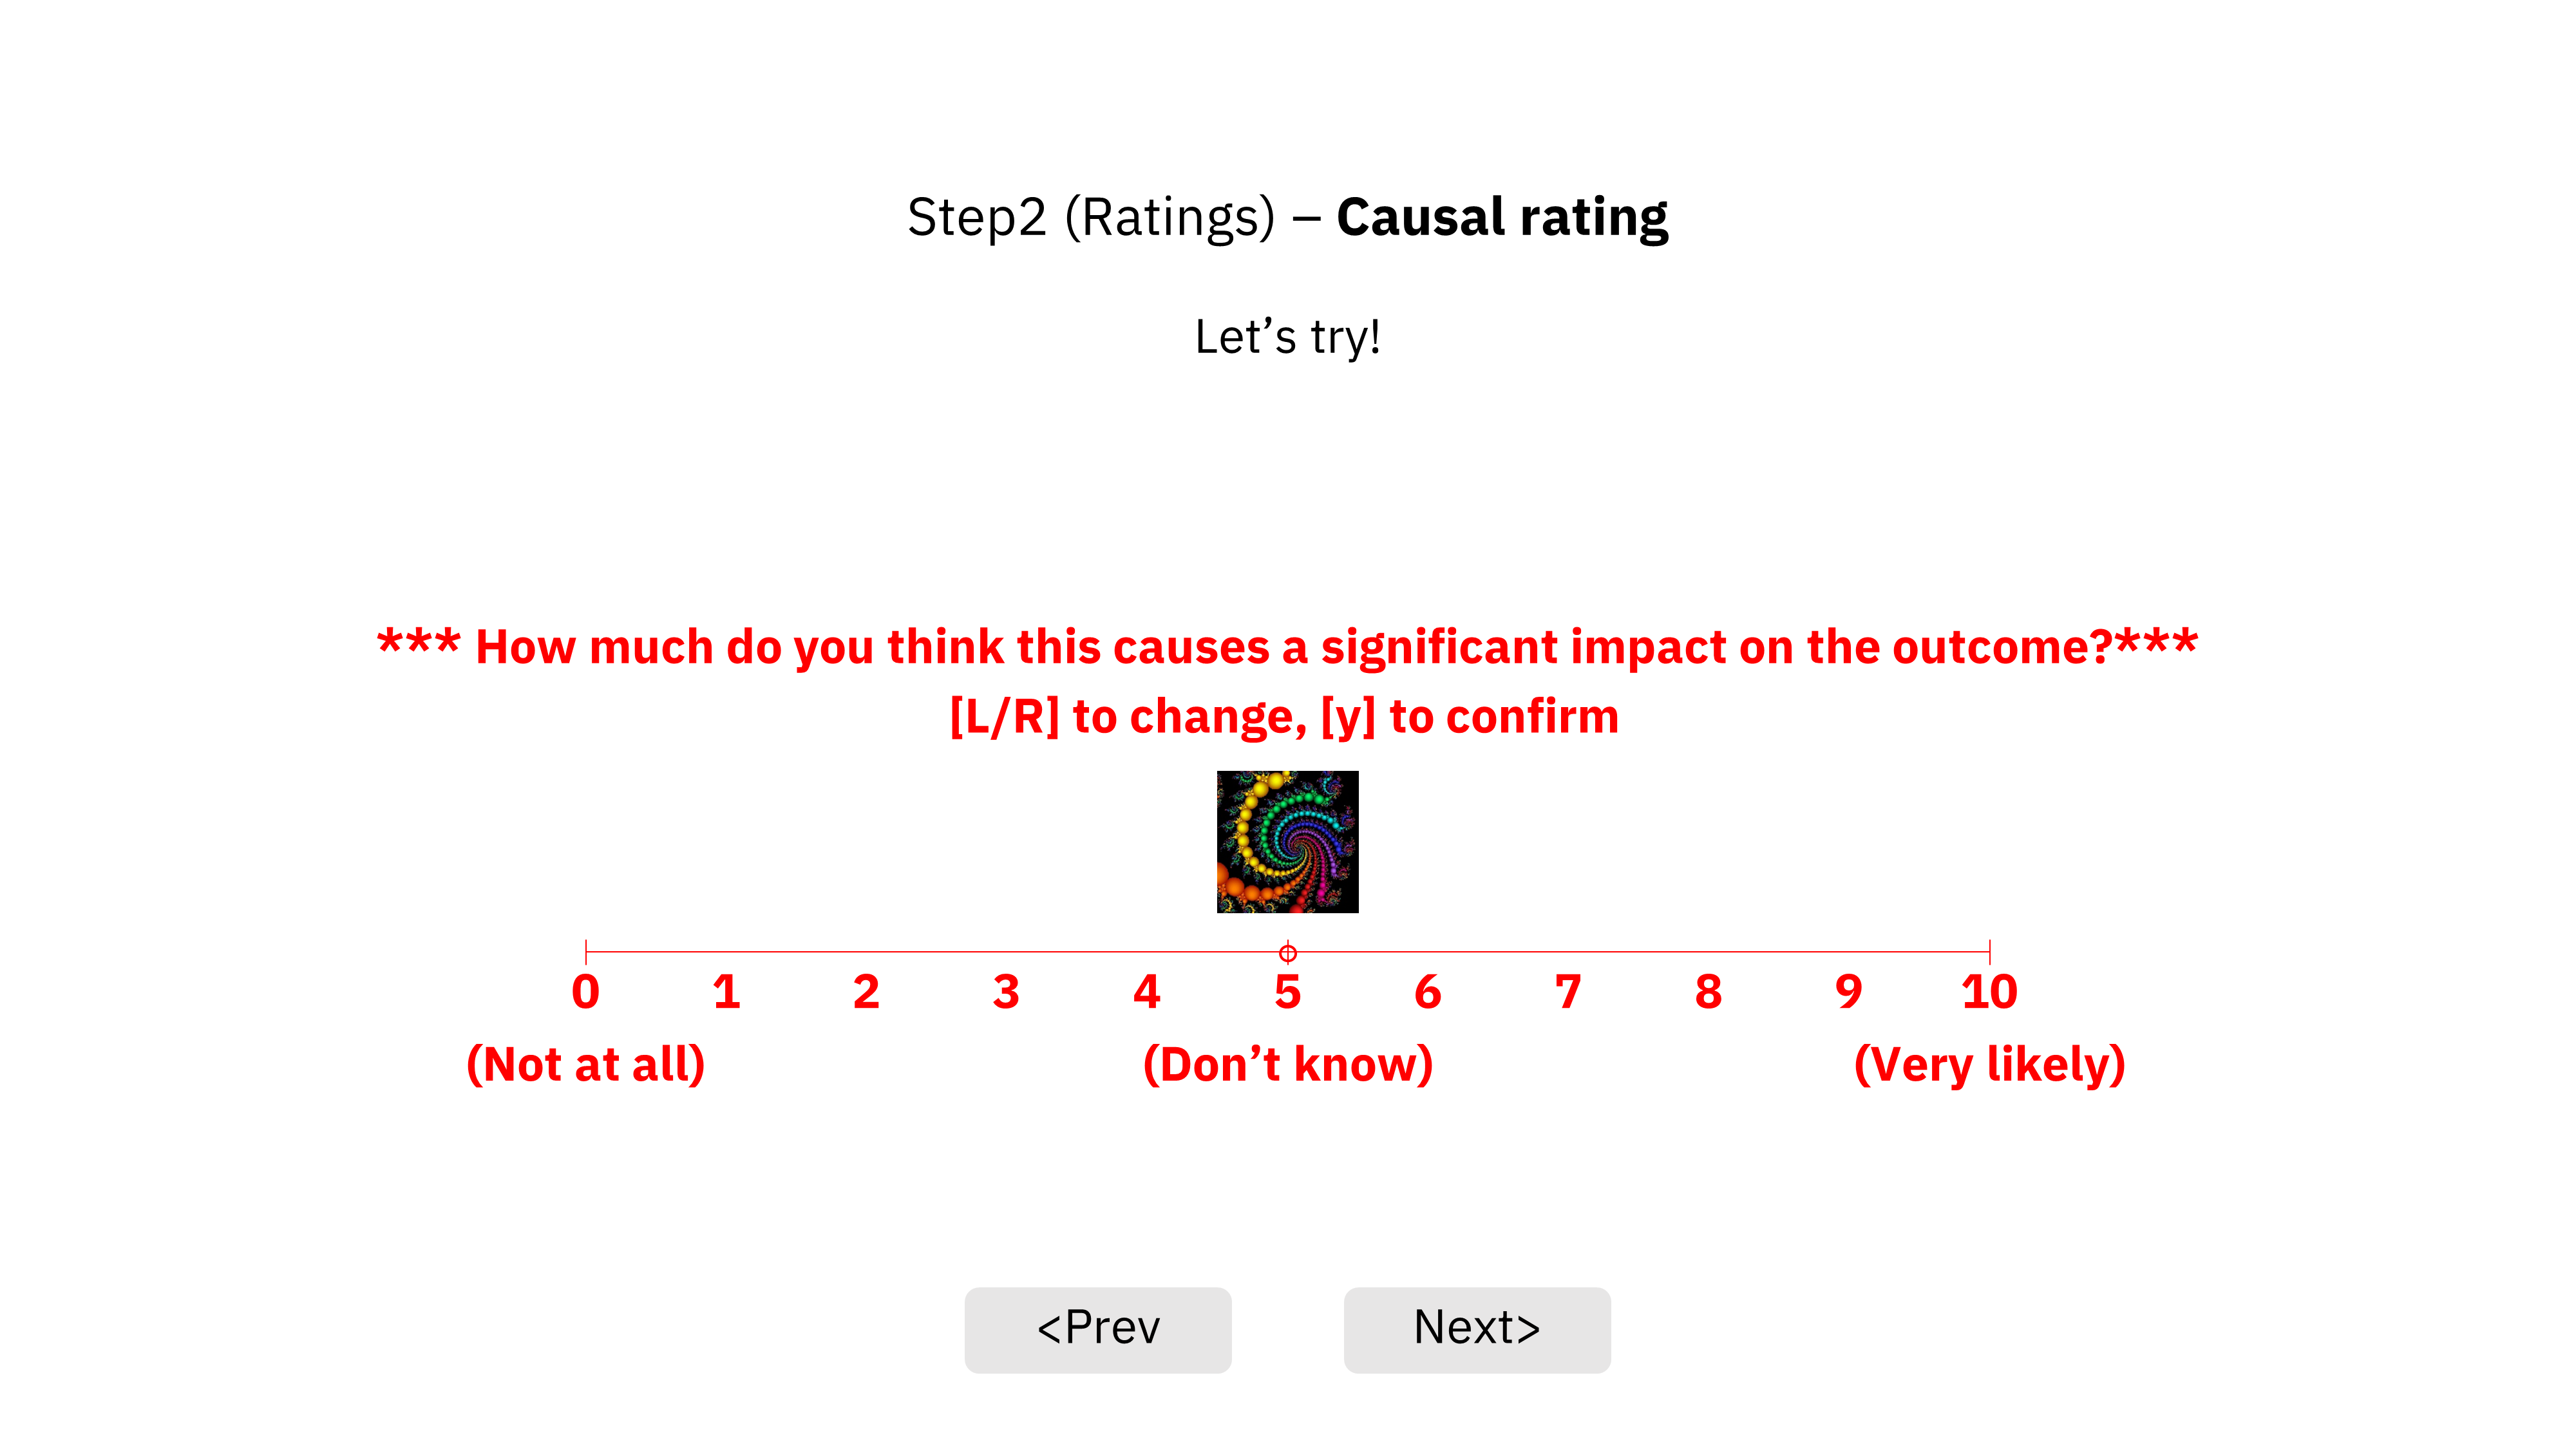 Step2 (Ratings) – Causal rating
Let’s try!
*** How much do you think this causes a significant impact on the outcome?***
[L/R] to change, [y] to confirm
0 1 2 3 4 5 6 7 8 9 10
(Not at all) (Don’t know) (Very likely)
<Prev Next>